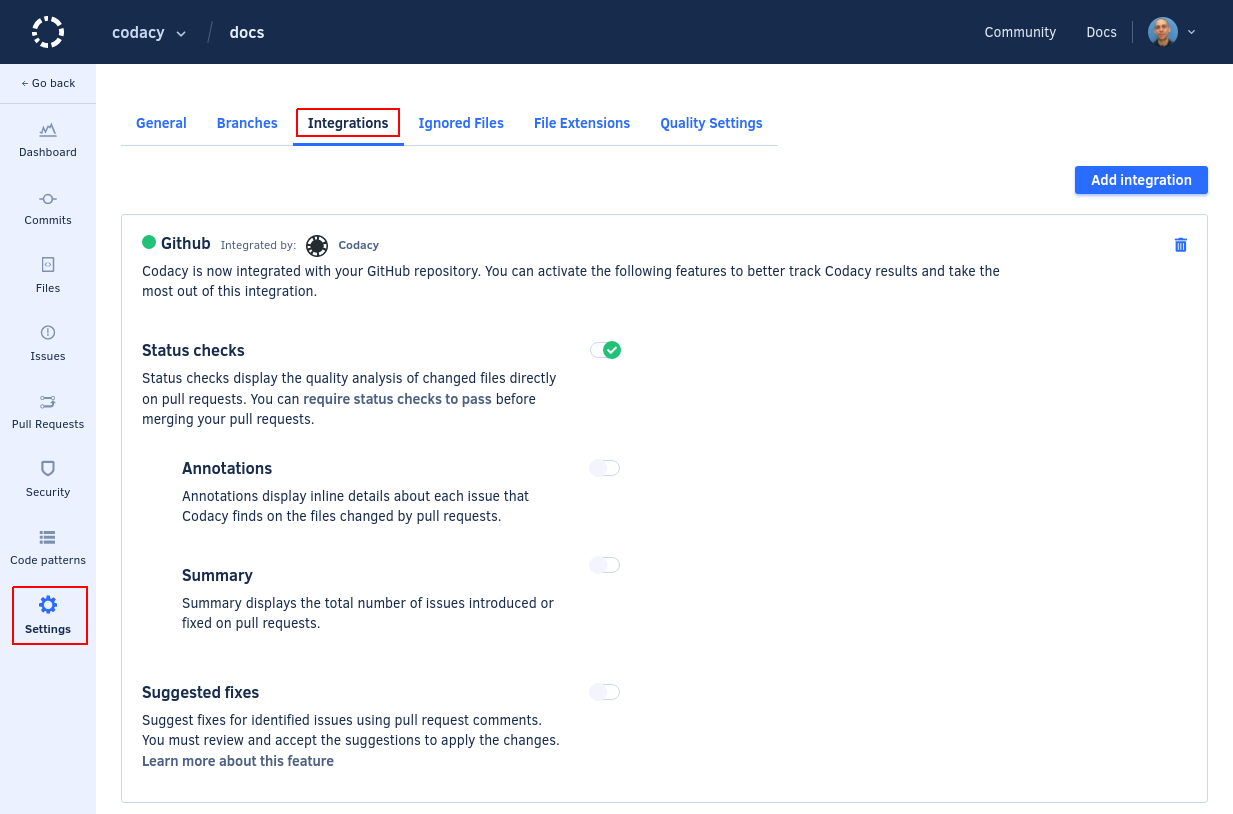 codacy / docs
Community Docs
← Go back
Dashboard
Commits
Files
Issues
Pull Requests
Security
Code patterns
Settings
General Branches Integrations Ignored Files File Extensions Quality Settings
Add integration
Github Integrated by: Codacy
Codacy is now integrated with your GitHub repository. You can activate the following features to better track Codacy results and take the
most out of this integration.
Status checks
Status checks display the quality analysis of changed files directly
on pull requests. You can require status checks to pass before
merging your pull requests.
Annotations
Annotations display inline details about each issue that
Codacy finds on the files changed by pull requests.
Summary
Summary displays the total number of issues introduced or
fixed on pull requests.
Suggested fixes
Suggest fixes for identified issues using pull request comments.
You must review and accept the suggestions to apply the changes.
Learn more about this feature